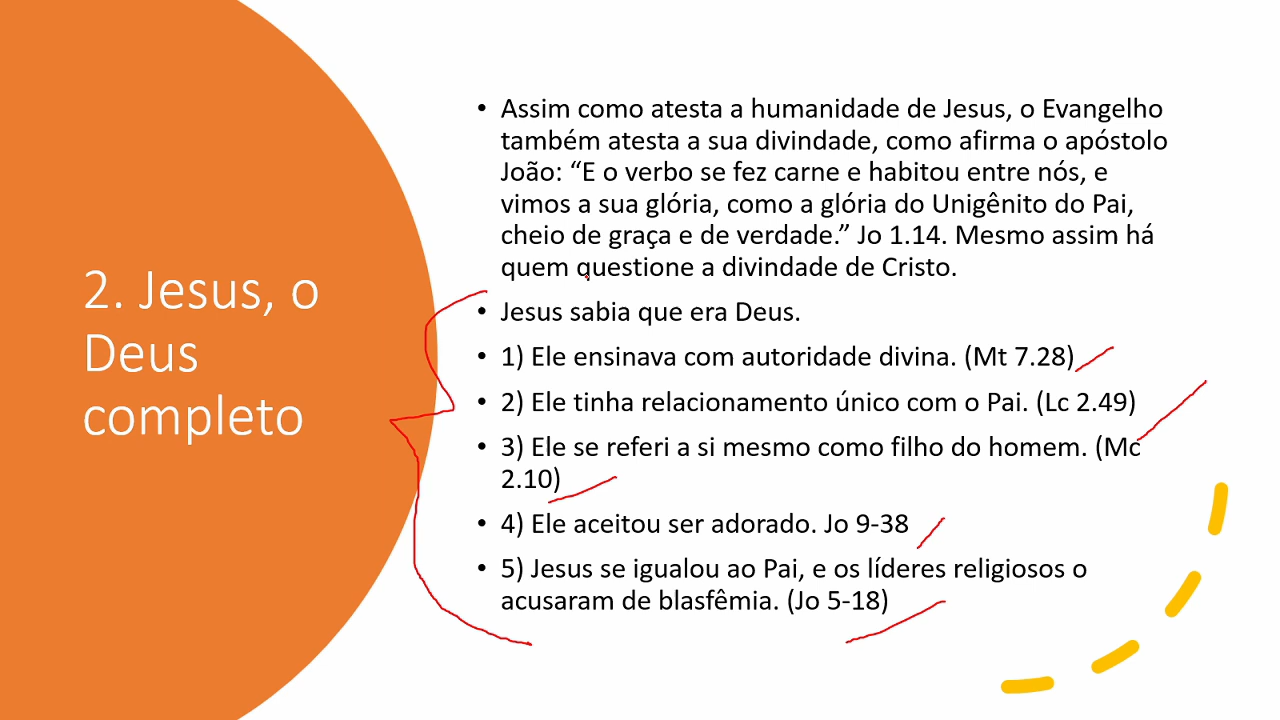 2. Jesus, o
Deus
completo
• Assim como atesta a humanidade de Jesus, o Evangelho
também atesta a sua divindade, como afirma o apóstolo
João: “E o verbo se fez carne e habitou entre nós, e
vimos a sua glória, como a glória do Unigênito do Pai,
cheio de graça e de verdade.” Jo 1.14. Mesmo assim há
quem questione a divindade de Cristo.
• Jesus sabia que era Deus.
• 1) Ele ensinava com autoridade divina. (Mt 7.28)
• 2) Ele tinha relacionamento único com o Pai. (Lc 2.49)
• 3) Ele se referi a si mesmo como filho do homem. (Mc
2.10)
• 4) Ele aceitou ser adorado. Jo 9-38
• 5) Jesus se igualou ao Pai, e os líderes religiosos o
acusaram de blasfêmia. (Jo 5-18)